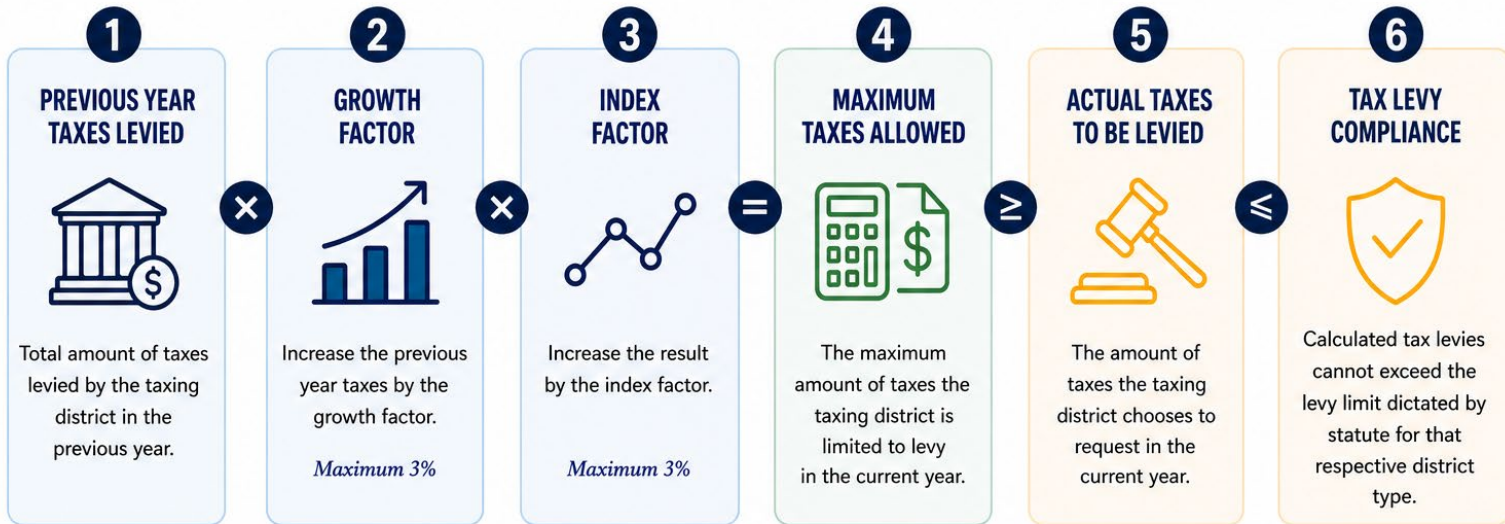 1
PREVIOUS YEAR
TAXES LEVIED
$
Total amount of taxes
levied by the taxing
district in the
previous year.
×
2
GROWTH
FACTOR
Increase the previous
year taxes by the
growth factor.
Maximum 3%
×
3
INDEX
FACTOR
Increase the result
by the index factor.
Maximum 3%
=
4
MAXIMUM
TAXES ALLOWED
$
The maximum
amount of taxes the
taxing district is
limited to levy
in the current year.
≥
5
ACTUAL TAXES
TO BE LEVIED
The amount of
taxes the taxing
district chooses to
request in the
current year.
≤
6
TAX LEVY
COMPLIANCE
Calculated tax levies
cannot exceed the
levy limit dictated by
statute for that
respective district
type.